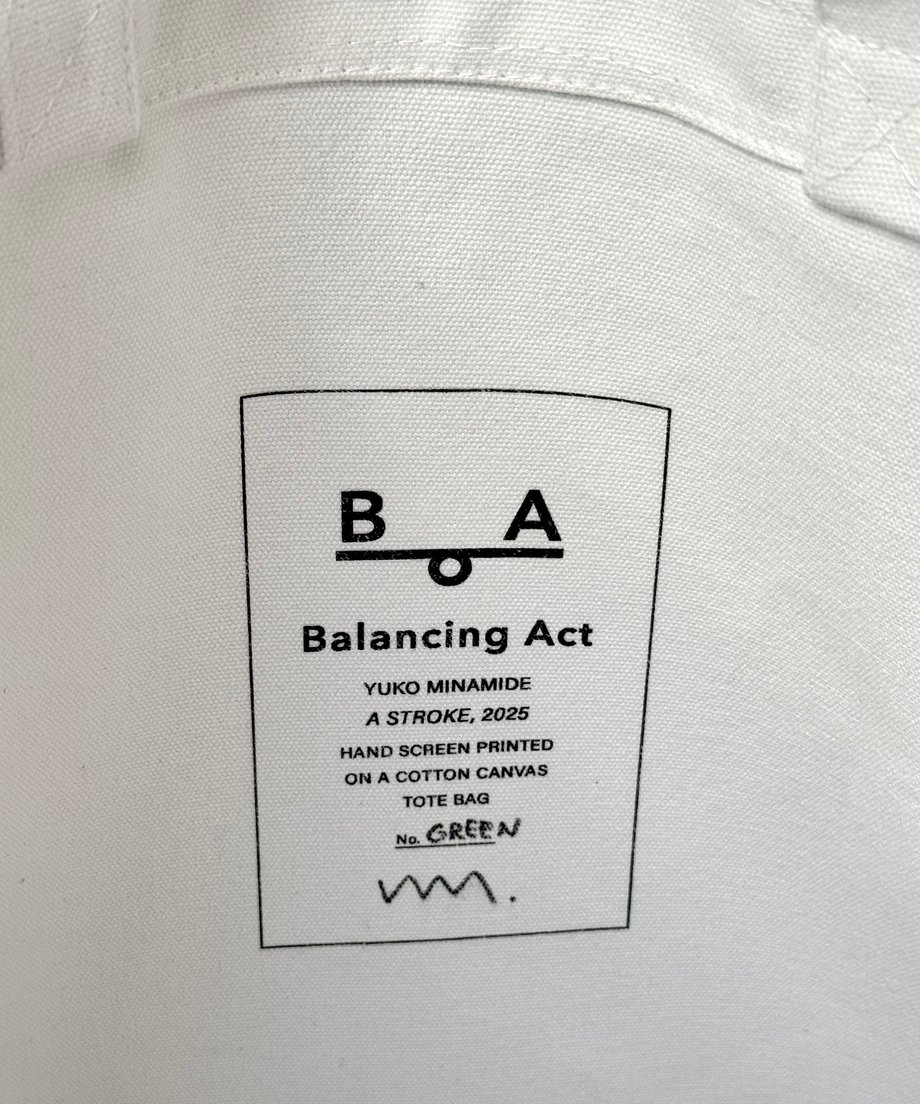 B A
o
Balancing Act
YUKO MINAMIDE
A STROKE, 2025
HAND SCREEN PRINTED
ON A COTTON CANVAS
TOTE BAG
No. GREEN